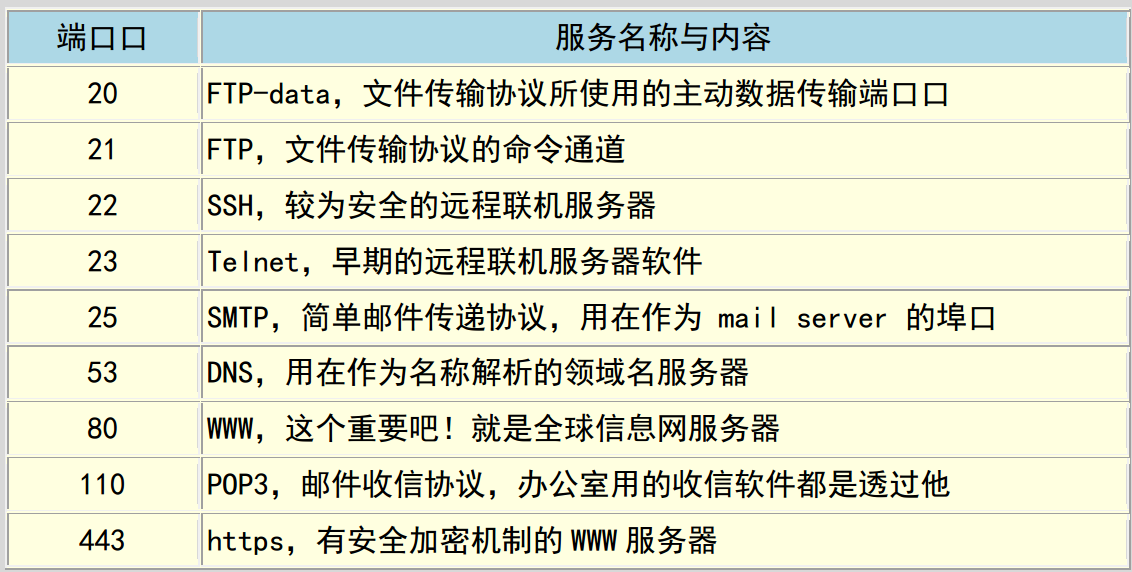 端口口 服务名称与内容
20 FTP-data，文件传输协议所使用的主动数据传输端口口
21 FTP，文件传输协议的命令通道
22 SSH，较为安全的远程联机服务器
23 Telnet，早期的远程联机服务器软件
25 SMTP，简单邮件传递协议，用在作为 mail server 的埠口
53 DNS，用在作为名称解析的领域名服务器
80 WWW，这个重要吧！就是全球信息网服务器
110 POP3，邮件收信协议，办公室用的收信软件都是透过他
443 https，有安全加密机制的 WWW 服务器